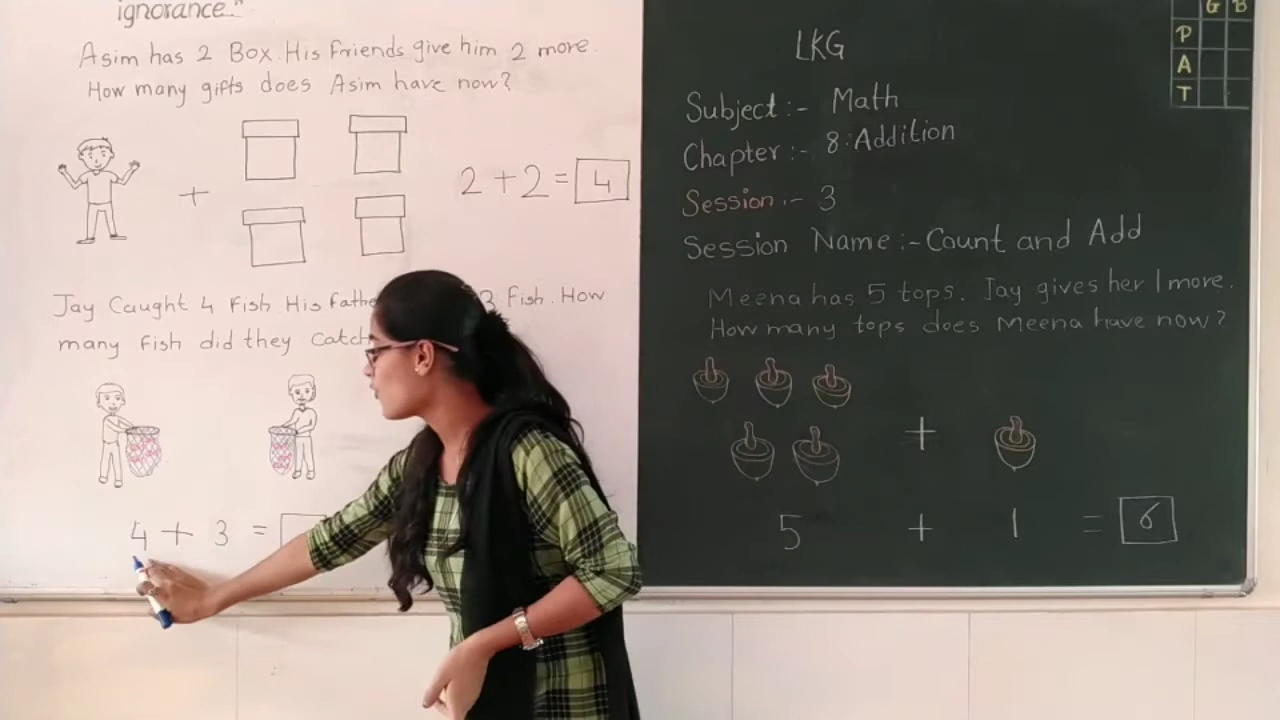 ignorance."
Asim has 2 Box. His friends give him 2 more.
How many gifts does Asim have now?
+
2 + 2 = 4
Jay Caught 4 Fish His 3 Fish. How
many Fish did they
4 + 3 =
LKG
G B
P
A
T
Subject:- Math
Chapter:- 8:Addition
Session:- 3
Session Name:- Count and Add
Meena has 5 tops. Jay gives her 1 more.
How many tops does Meena have now?
+
5 + 1 = 6